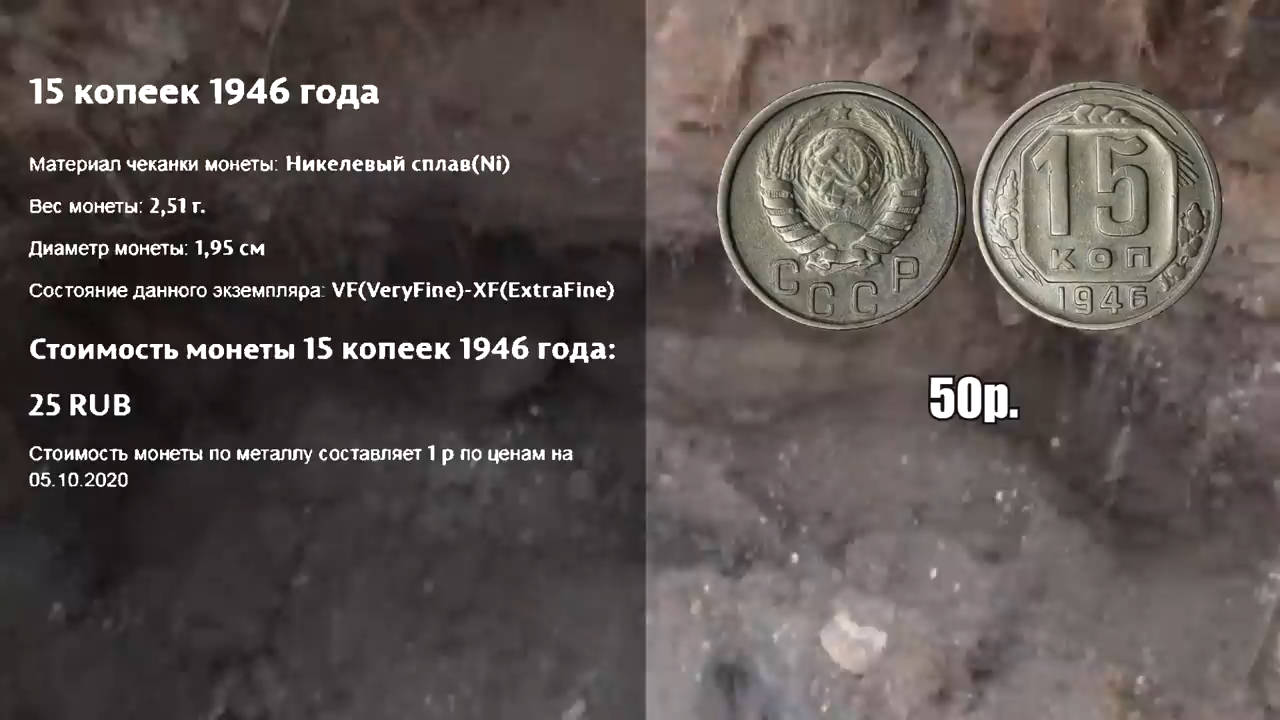 15 копеек 1946 года
Материал чеканки монеты: Никелевый сплав(Ni)
Вес монеты: 2,51 г.
Диаметр монеты: 1,95 см
Состояние данного экземпляра: VF(VeryFine)-XF(ExtraFine)
Стоимость монеты 15 копеек 1946 года:
25 RUB
Стоимость монеты по металлу составляет 1 р по ценам на
05.10.2020
СССР
15
КОП
1946
50р.